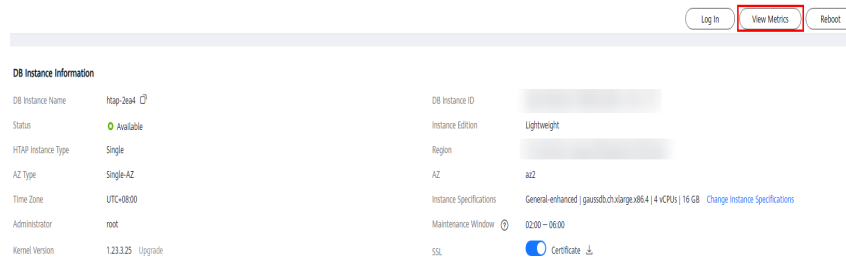 Log In View Metrics Reboot
DB Instance Information
DB Instance Name htap-2ea4 DB Instance ID
Status Available Instance Edition Lightweight
HTAP Instance Type Single Region
AZ Type Single-AZ AZ az2
Time Zone UTC+08:00 Instance Specifications General-enhanced | gaussdb.ch.xlarge.x86.4 | 4 vCPUs | 16 GB Change Instance Specifications
Administrator root Maintenance Window 02:00 – 06:00
Kernel Version 1.23.3.25 Upgrade SSL Certificate